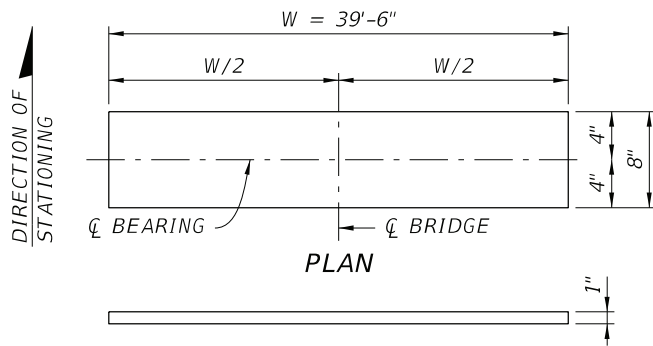 W = 39'-6"
W/2 W/2
DIRECTION OF
STATIONING
4"
4"
8"
℄ BEARING
℄ BRIDGE
PLAN
1"